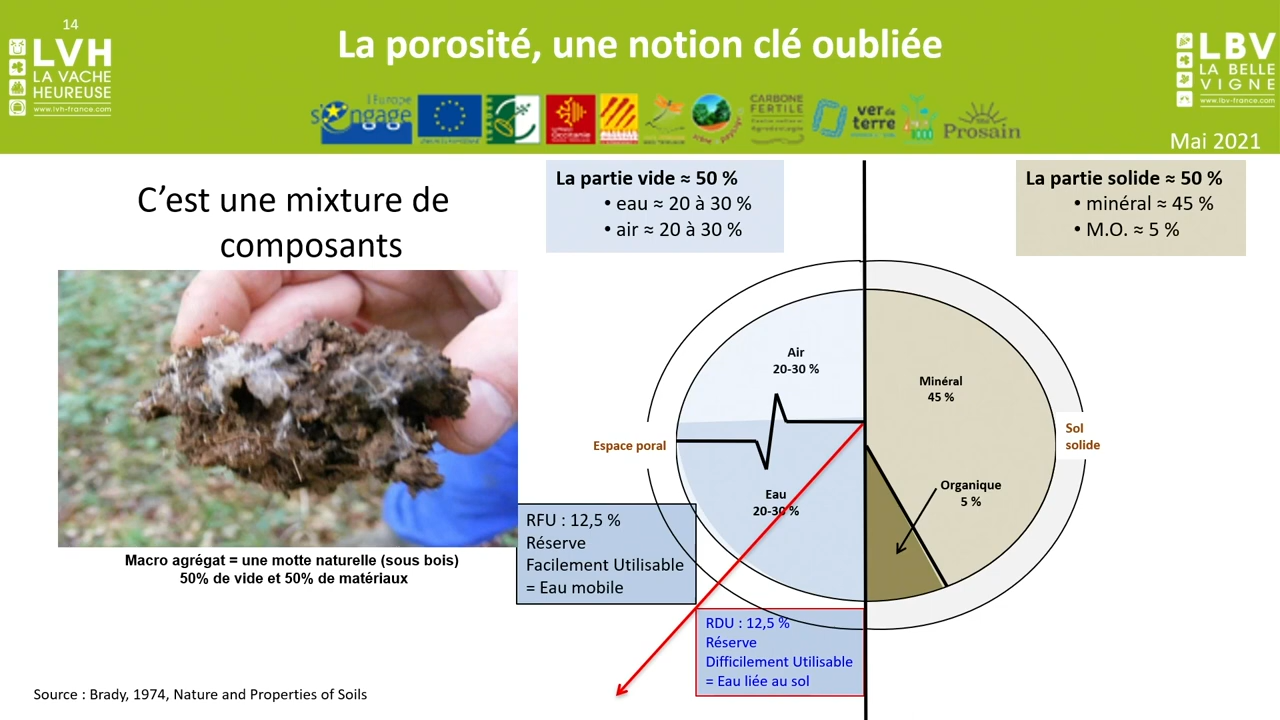 14
LVH
LA VACHE
HEUREUSE
www.lvh-france.com
La porosité, une notion clé oubliée
LBV
LA BELLE
VIGNE
www.lbv-france.com
l'Europe
s'engage
Occitanie
CARBONE
FERTILE
ver de
terre
Prosain
Mai 2021
C'est une mixture de
composants
La partie vide ≈ 50 %
• eau ≈ 20 à 30 %
• air ≈ 20 à 30 %
La partie solide ≈ 50 %
• minéral ≈ 45 %
• M.O. ≈ 5 %
Air
20-30 %
Minéral
45 %
Espace poral
Sol
solide
Eau
20-30 %
Organique
5 %
RFU : 12,5 %
Réserve
Facilement Utilisable
= Eau mobile
Macro agrégat = une motte naturelle (sous bois)
50% de vide et 50% de matériaux
RDU : 12,5 %
Réserve
Difficilement Utilisable
= Eau liée au sol
Source : Brady, 1974, Nature and Properties of Soils